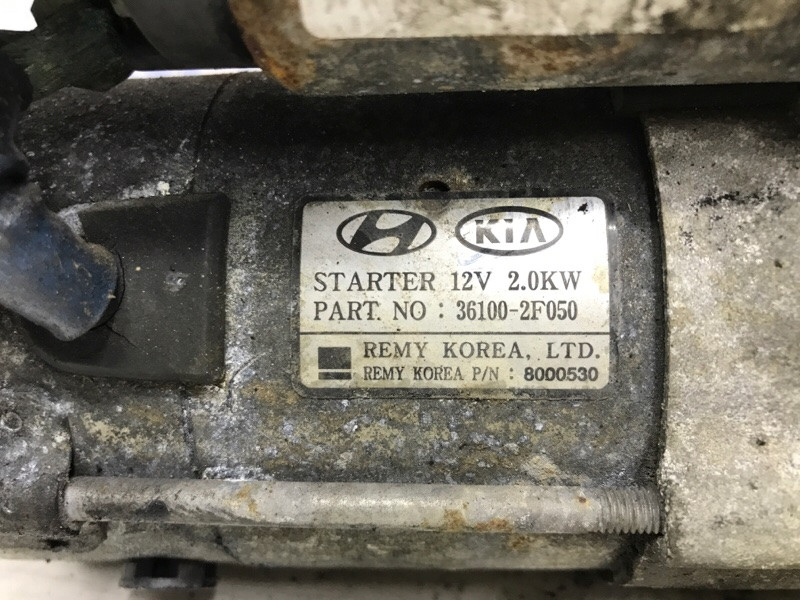 KIA
STARTER 12V 2.0KW
PART. NO : 36100-2F050
REMY KOREA, LTD.
REMY KOREA P/N : 8000530